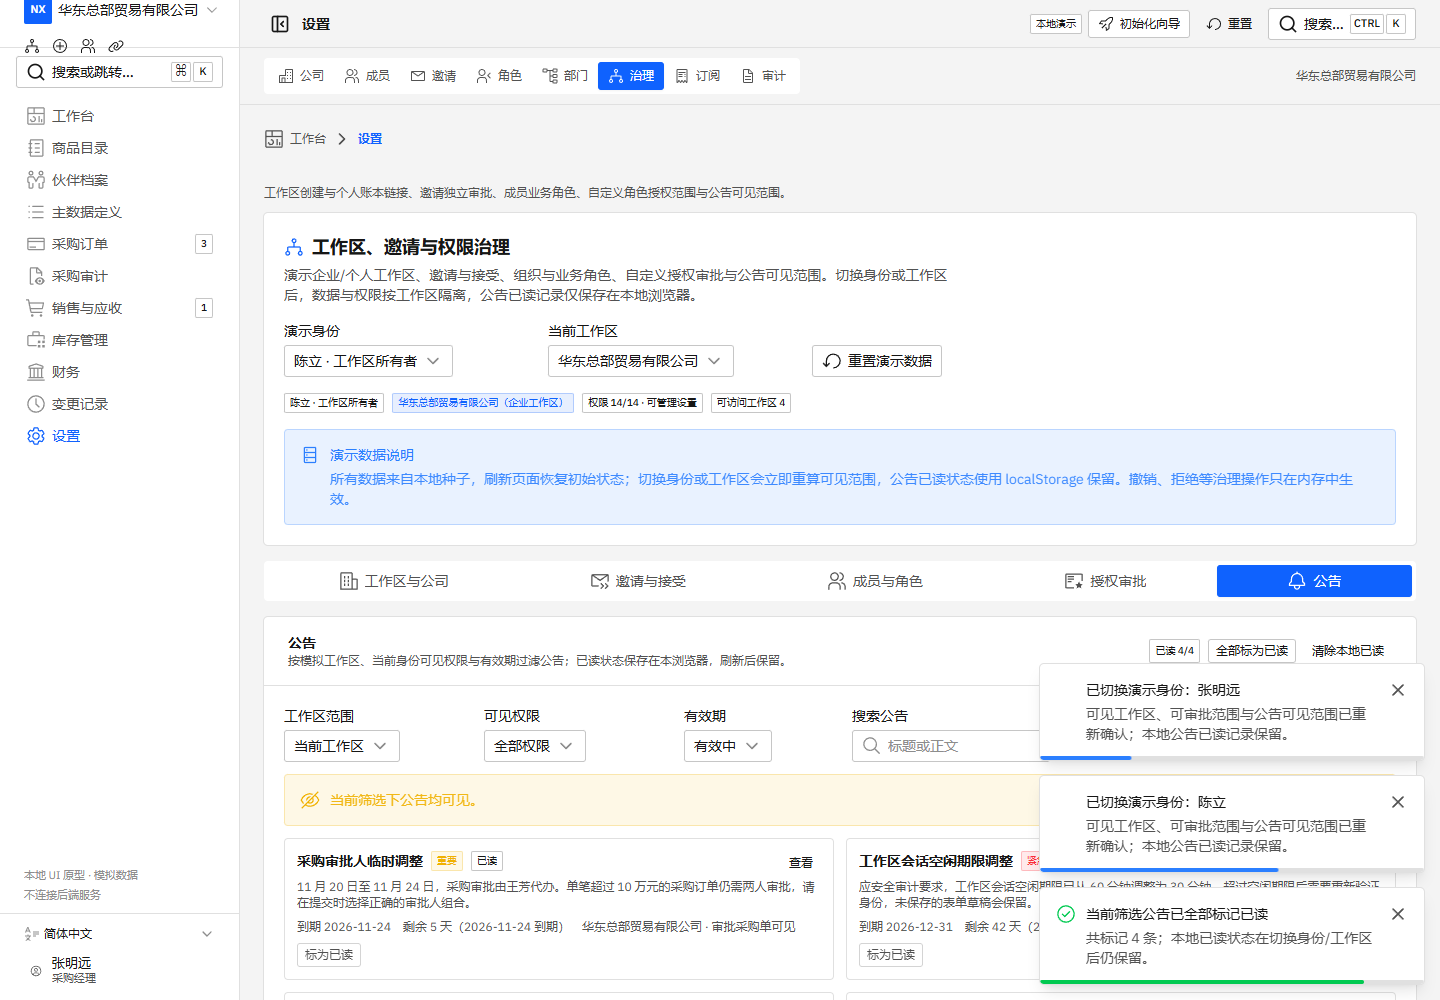 NX 华东总部贸易有限公司
搜索或跳转... ⌘ K
工作台
商品目录
伙伴档案
主数据定义
采购订单 3
采购审计
销售与应收 1
库存管理
财务
变更记录
设置
本地 UI 原型 · 模拟数据
不连接后端服务
简体中文
张明远
采购经理
设置
本地演示 初始化向导 重置 搜索... CTRL K
公司 成员 邀请 角色 部门 治理 订阅 审计
华东总部贸易有限公司
工作台 设置
工作区创建与个人账本链接、邀请独立审批、成员业务角色、自定义角色授权范围与公告可见范围。
工作区、邀请与权限治理
演示企业/个人工作区、邀请与接受、组织与业务角色、自定义授权审批与公告可见范围。切换身份或工作区
后，数据与权限按工作区隔离，公告已读记录仅保存在本地浏览器。
演示身份 当前工作区
陈立 · 工作区所有者 华东总部贸易有限公司 重置演示数据
陈立 · 工作区所有者 华东总部贸易有限公司（企业工作区） 权限 14/14 · 可管理设置 可访问工作区 4
演示数据说明
所有数据来自本地种子，刷新页面恢复初始状态；切换身份或工作区会立即重算可见范围，公告已读状态使用 localStorage 保留。撤销、拒绝等治理操作只在内存中生
效。
工作区与公司 邀请与接受 成员与角色 授权审批 公告
公告
按模拟工作区、当前身份可见权限与有效期过滤公告；已读状态保存在本浏览器，刷新后保留。
已读 4/4 全部标为已读 清除本地已读
工作区范围 可见权限 有效期 搜索公告
当前工作区 全部权限 有效中 标题或正文
当前筛选下公告均可见。
采购审批人临时调整 重要 已读 查看
11 月 20 日至 11 月 24 日，采购审批由王芳代办。单笔超过 10 万元的采购订单仍需两人审批，请
在提交时选择正确的审批人组合。
到期 2026-11-24 剩余 5 天（2026-11-24 到期） 华东总部贸易有限公司 · 审批采购单可见
标为已读
工作区会话空闲期限调整
应安全审计要求，工作区会话空闲期限已从 60 分钟调整为 30 分钟，超过空闲期限后需要重新验证
身份，未保存的表单草稿会保留。
到期 2026-12-31 剩余 42 天（2
标为已读
已切换演示身份：张明远
可见工作区、可审批范围与公告可见范围已重
新确认；本地公告已读记录保留。
已切换演示身份：陈立
可见工作区、可审批范围与公告可见范围已重
新确认；本地公告已读记录保留。
当前筛选公告已全部标记已读
共标记 4 条；本地已读状态在切换身份/工作区
后仍保留。